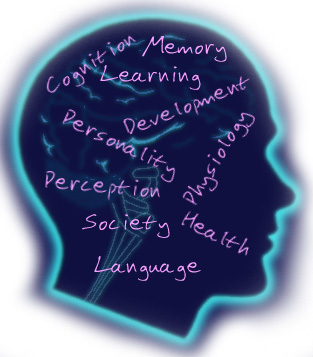 Cognition
Memory
Learning
Development
Personality
Physiology
Perception
Society
Health
Language